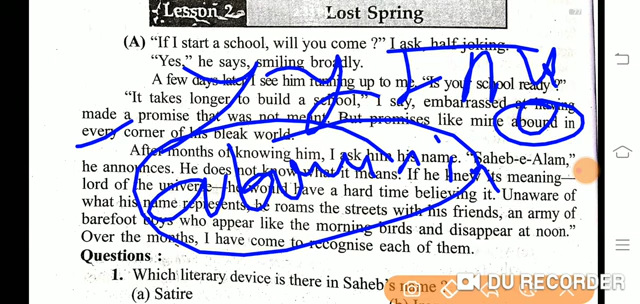 Lesson 2
Lost Spring
(A) "If I start a school, will you come ?" I ask, half joking.
"Yes," he says, smiling broadly.
A few days later I see him running up to me. "Is your school ready ?"
"It takes longer to build a school," I say, embarrassed at having
made a promise that was not meant. But promises like mine abound in
every corner of his bleak world.
After months of knowing him, I ask him his name. "Saheb-e-Alam,"
he announces. He does not know what it means. If he knew its meaning—
lord of the universe—he would have a hard time believing it. Unaware of
what his name represents, he roams the streets with his friends, an army of
barefoot boys who appear like the morning birds and disappear at noon."
Over the months, I have come to recognise each of them.
Questions :
1. Which literary device is there in Saheb's name ?
(a) Satire
DU RECORDER